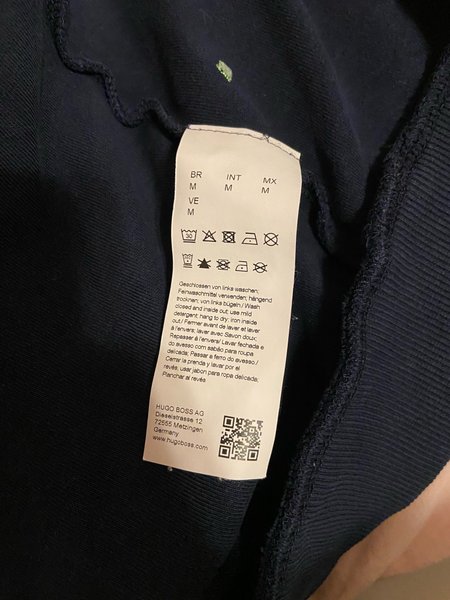 BR INT MX
M M M
VE
M
30
Geschlossen von links waschen;
Feinwaschmittel verwenden; hängend
trocknen; von links bügeln / Wash
closed and inside out; use mild
detergent; hang to dry; iron inside
out / Fermer avant de laver et laver
à l'envers; laver avec Savon doux;
Repasser à l'envers / Lavar fechada e
do avesso com sabão para roupa
delicada; Passar a ferro do avesso /
Cerrar la prenda y lavar por el
revés, usar jabón para ropa delicada;
Planchar al revés
HUGO BOSS AG
Dieselstrasse 12
72555 Metzingen
Germany
www.hugoboss.com